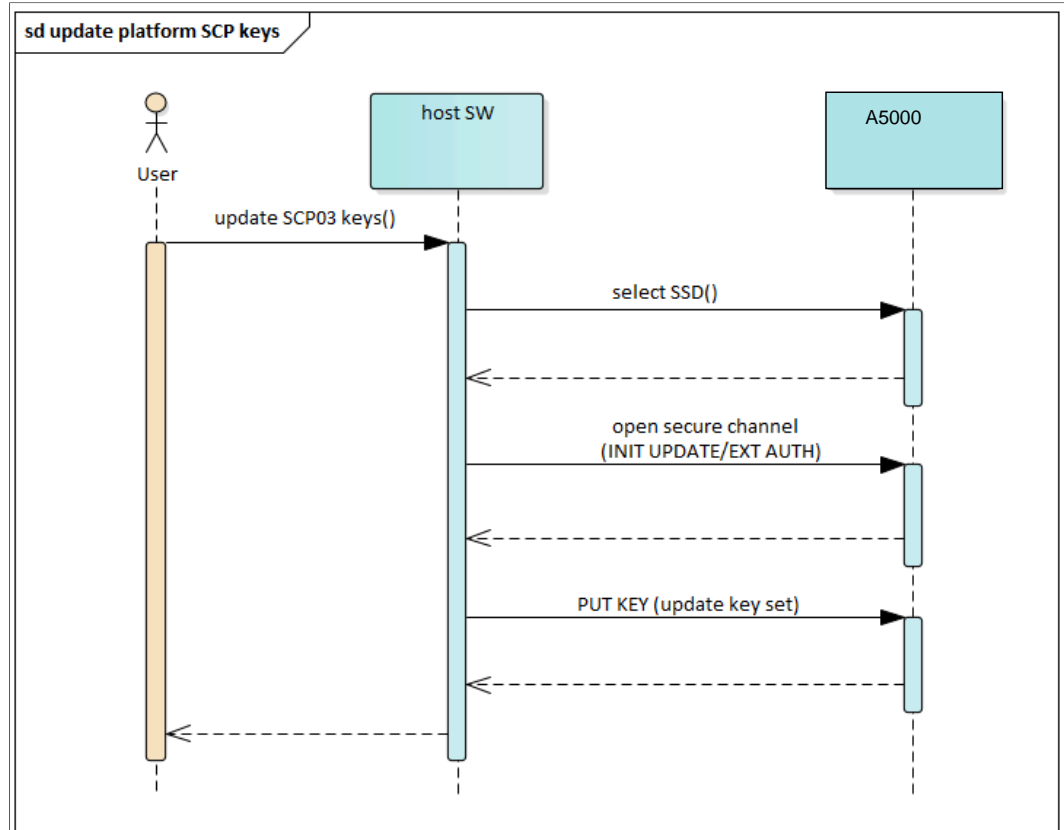 sd update platform SCP keys
host SW
A5000
User
update SCP03 keys()
select SSD()
open secure channel
(INIT UPDATE/EXT AUTH)
PUT KEY (update key set)